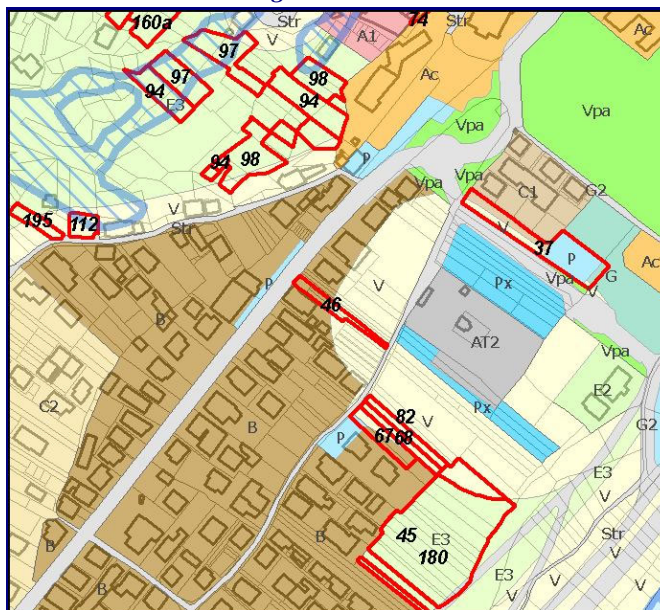 160a
Str
74
Str
97
V
A1
Ac
97
98
Ac
94
E3
94
Vpa
Vpa
94
98
P
Vpa
Vpa
C1
G2
195
112
V
Str
V
37
P
G
Ac
Vpa
V
B
P
46
V
Px
AT2
Vpa
E2
C2
B
82
V
Px
67
68
P
G2
E3
V
45
E3
180
Str
V
B
B
E3
V
V